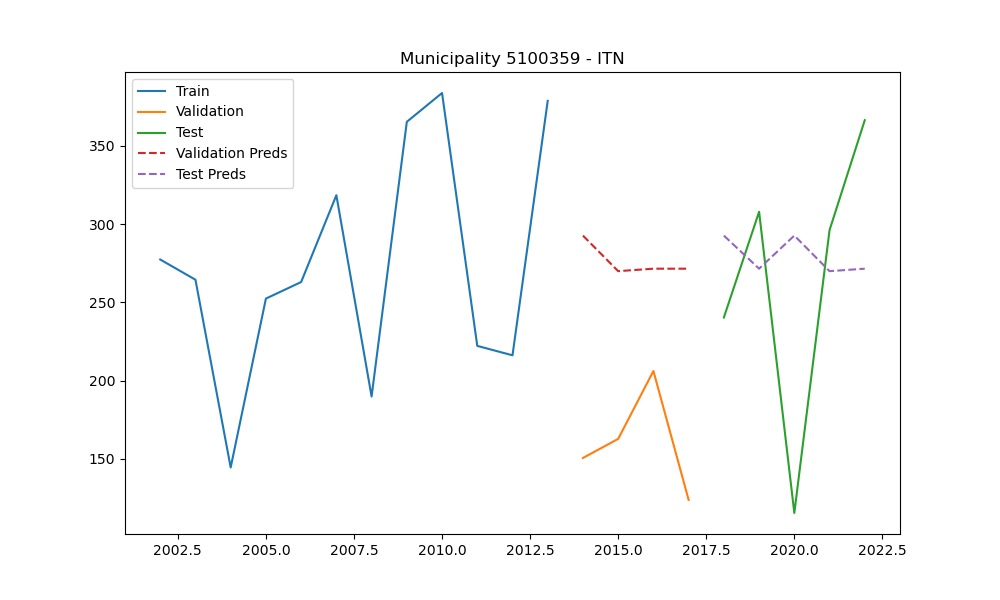 Municipality 5100359 - ITN
Train
Validation
Test
Validation Preds
Test Preds
350
300
250
200
150
2002.5 2005.0 2007.5 2010.0 2012.5 2015.0 2017.5 2020.0 2022.5